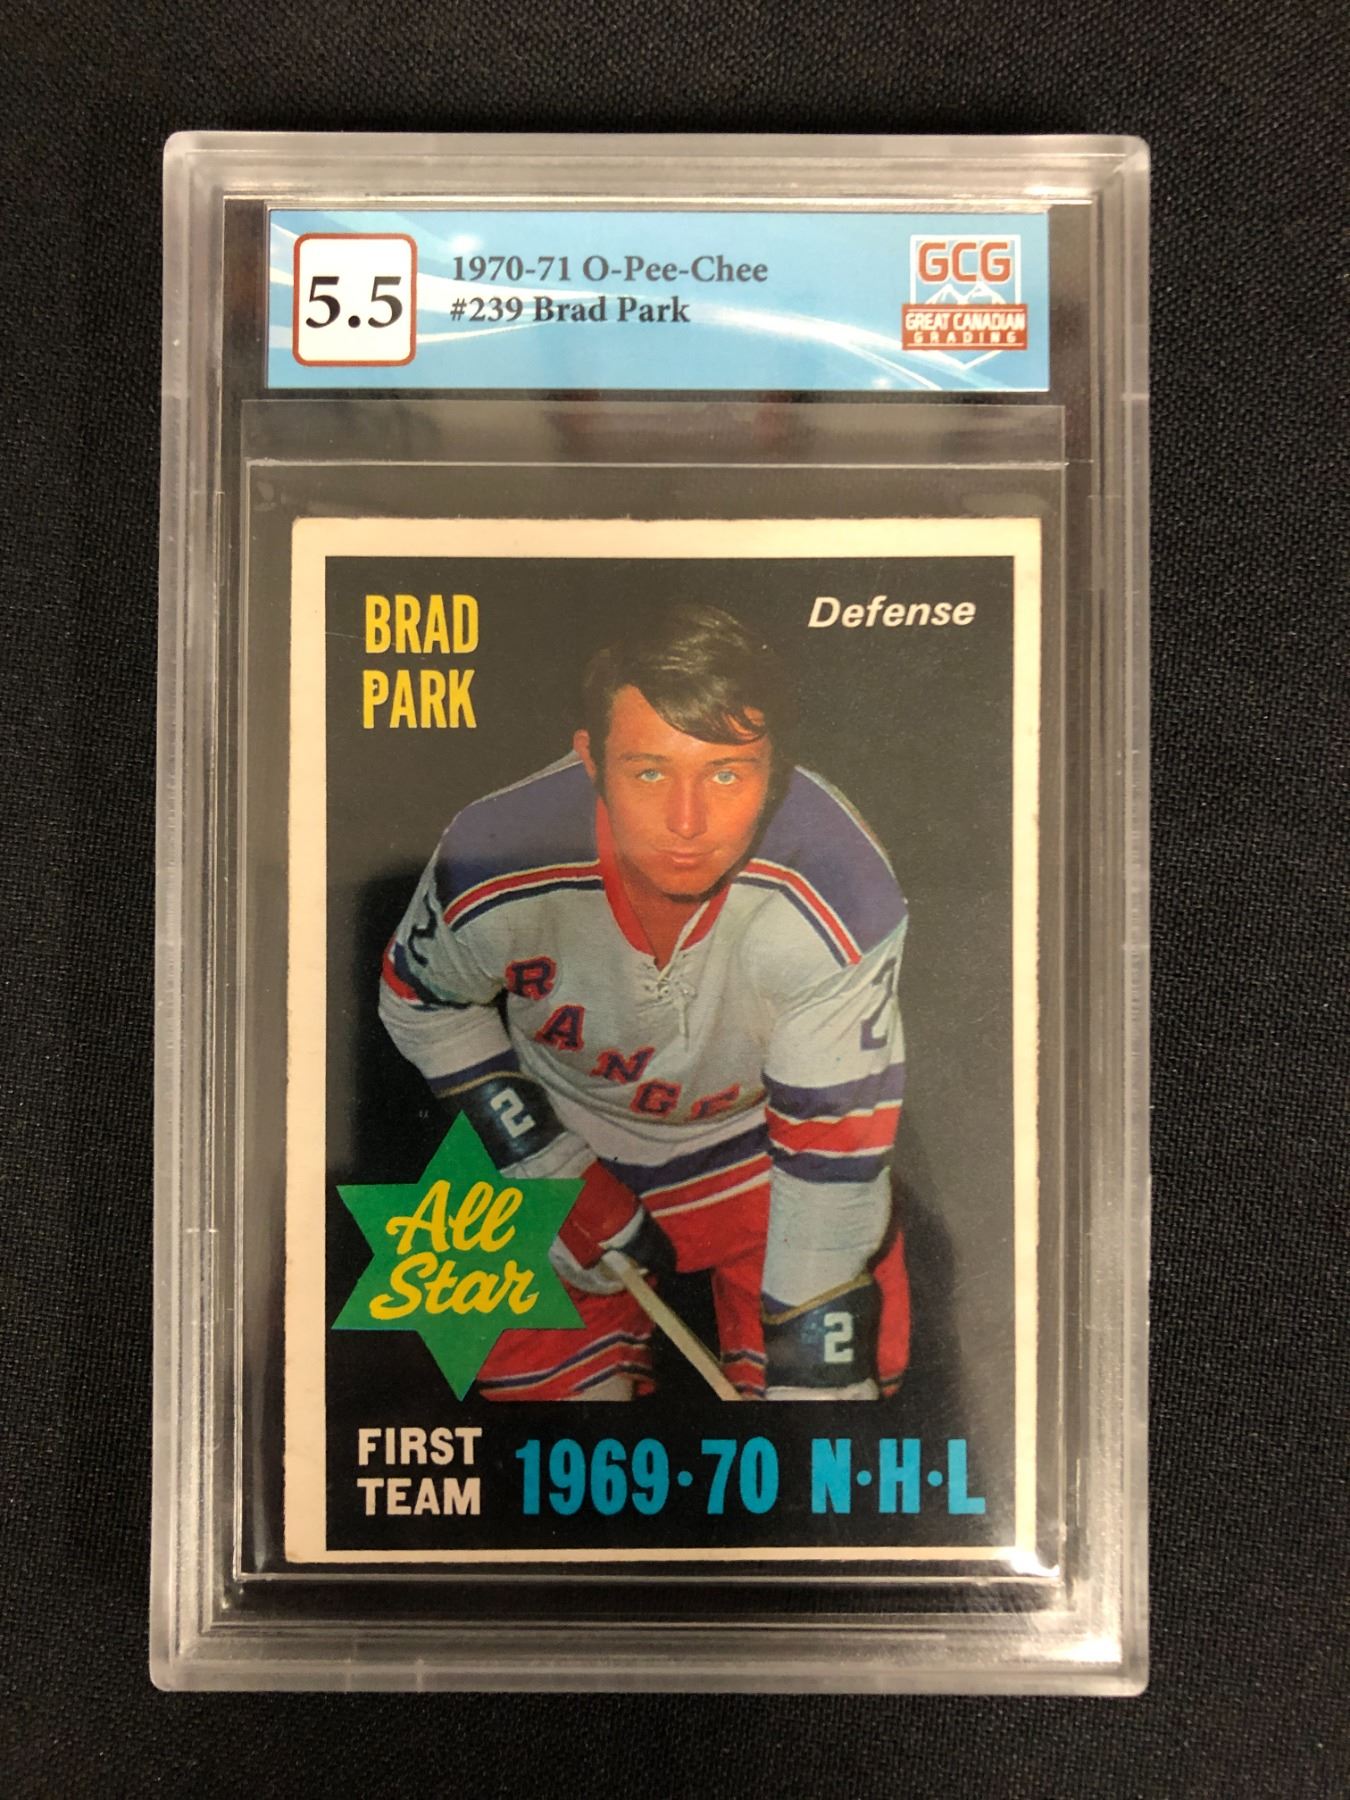 5.5
1970-71 O-Pee-Chee
#239 Brad Park
GCG
GREAT CANADIAN
GRADING
BRAD
PARK
Defense
2
2
RANGE
2
All
Star
2
FIRST
TEAM
1969·70 N·H·L